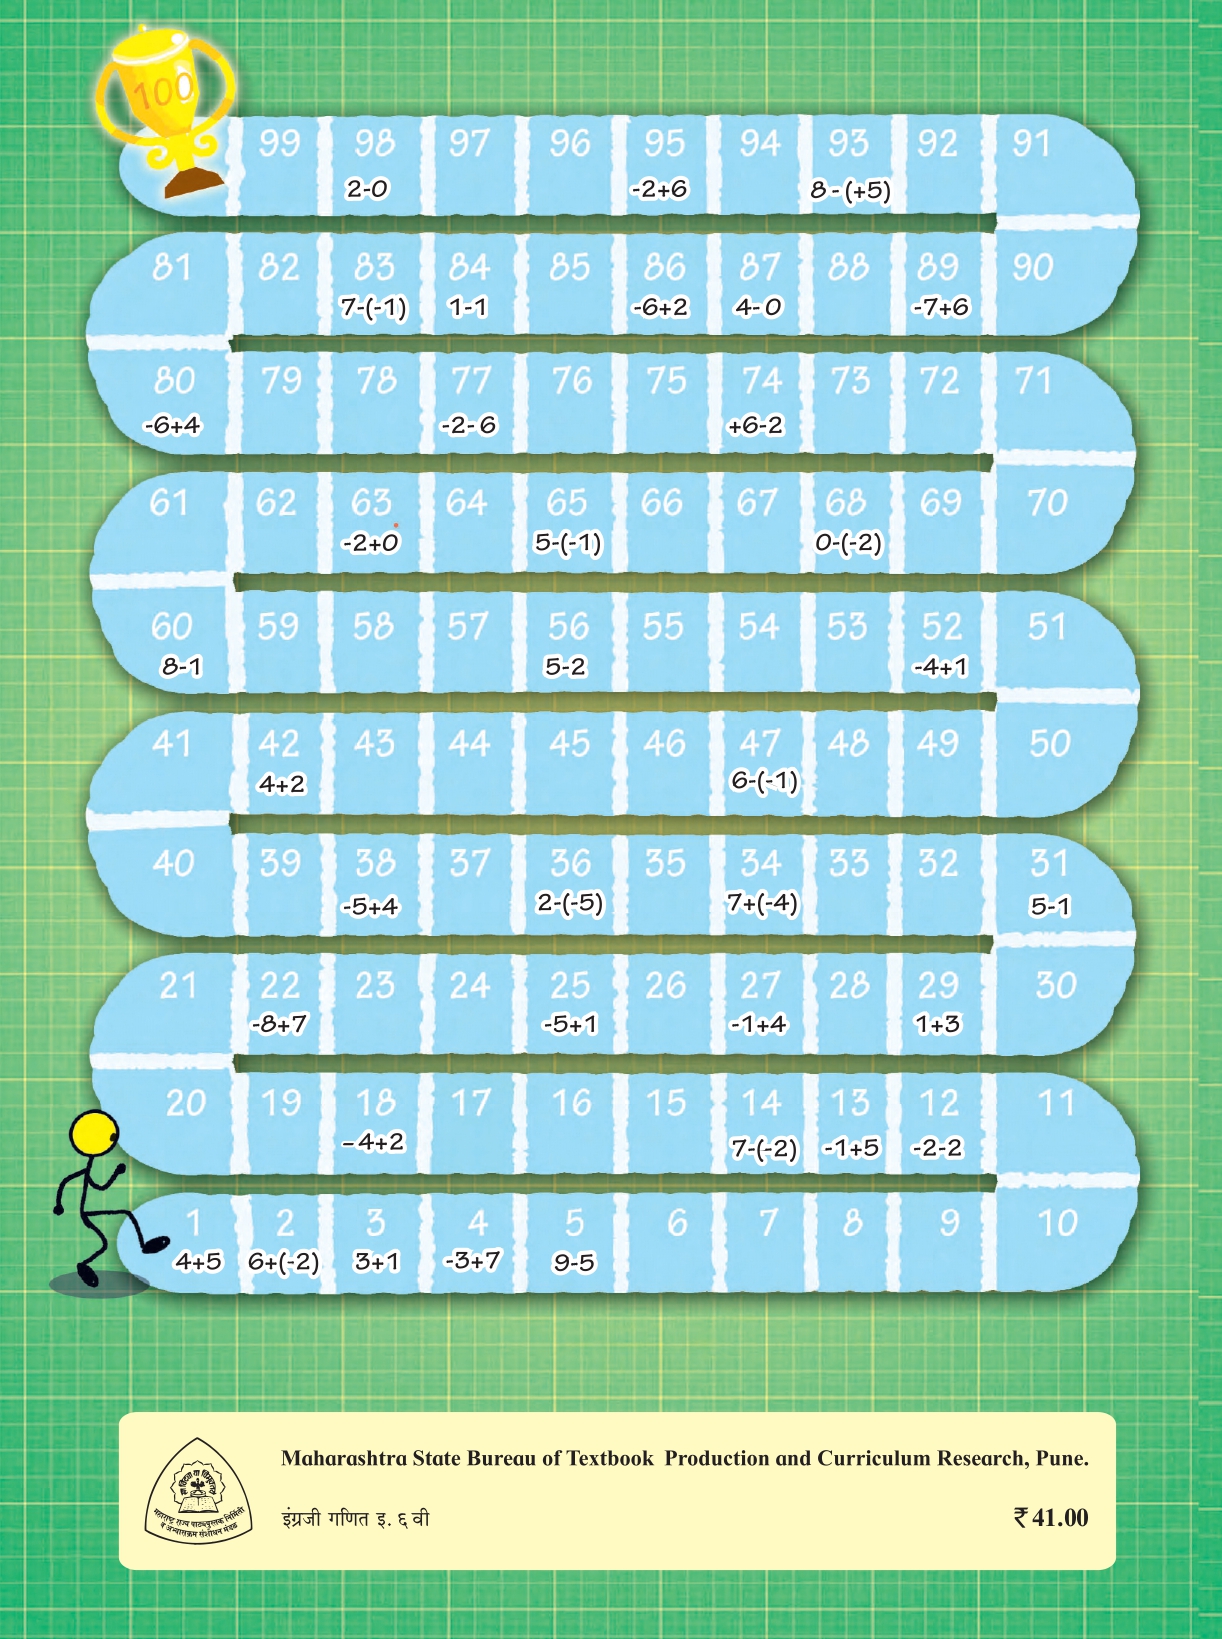 100 99 98 97 96 95 94 93 92 91
2-0 -2+6 8-(+5)
81 82 83 84 85 86 87 88 89 90
7-(-1) 1-1 -6+2 4-0 -7+6
80 79 78 77 76 75 74 73 72 71
-6+4 -2-6 +6-2
61 62 63 64 65 66 67 68 69 70
-2+0 5-(-1) 0-(-2)
60 59 58 57 56 55 54 53 52 51
8-1 5-2 -4+1
41 42 43 44 45 46 47 48 49 50
4+2 6-(-1)
40 39 38 37 36 35 34 33 32 31
-5+4 2-(-5) 7+(-4) 5-1
21 22 23 24 25 26 27 28 29 30
-8+7 -5+1 -1+4 1+3
20 19 18 17 16 15 14 13 12 11
-4+2 7-(-2) -1+5 -2-2
1 2 3 4 5 6 7 8 9 10
4+5 6+(-2) 3+1 -3+7 9-5
Maharashtra State Bureau of Textbook Production and Curriculum Research, Pune.
इंग्रजी गणित इ. ६ वी ₹ 41.00